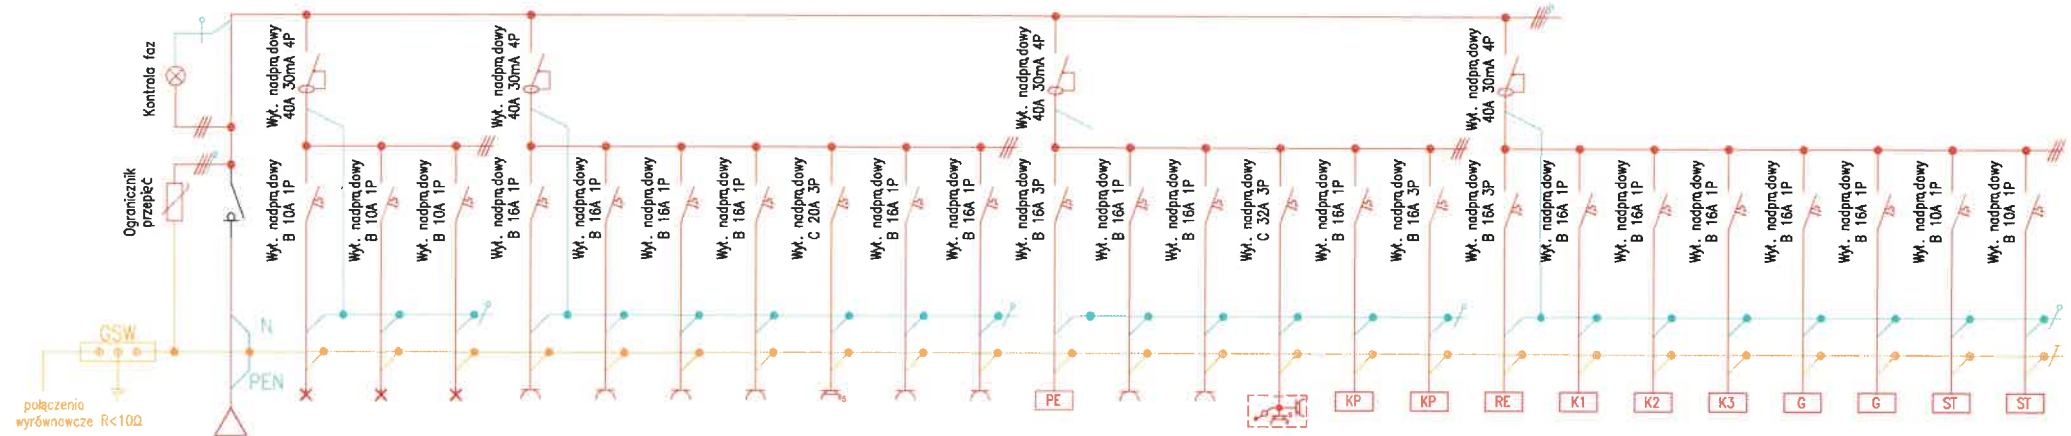 Kontrola faz
Ogranicznik
przepięć
GSW
połączenia
wyrównawcze R<10Ω
N
PEN
Wył. nadprądowy
40A 30mA 4P
Wył. nadprądowy
40A 30mA 4P
Wył. nadprądowy
40A 30mA 4P
Wył. nadprądowy
40A 30mA 4P
Wył. nadprądowy
B 10A 1P
Wył. nadprądowy
B 10A 1P
Wył. nadprądowy
B 10A 1P
Wył. nadprądowy
B 16A 1P
Wył. nadprądowy
B 16A 1P
Wył. nadprądowy
B 16A 1P
Wył. nadprądowy
B 16A 1P
Wył. nadprądowy
C 20A 3P
Wył. nadprądowy
B 16A 1P
Wył. nadprądowy
B 16A 1P
Wył. nadprądowy
B 16A 3P
Wył. nadprądowy
B 16A 1P
Wył. nadprądowy
B 16A 1P
Wył. nadprądowy
C 32A 3P
Wył. nadprądowy
B 16A 1P
Wył. nadprądowy
B 16A 3P
Wył. nadprądowy
B 16A 3P
Wył. nadprądowy
B 16A 1P
Wył. nadprądowy
B 16A 1P
Wył. nadprądowy
B 16A 1P
Wył. nadprądowy
B 16A 1P
Wył. nadprądowy
B 16A 1P
Wył. nadprądowy
B 10A 1P
Wył. nadprądowy
B 10A 1P
s
PE
s
KP
KP
RE
K1
K2
K3
G
G
ST
ST